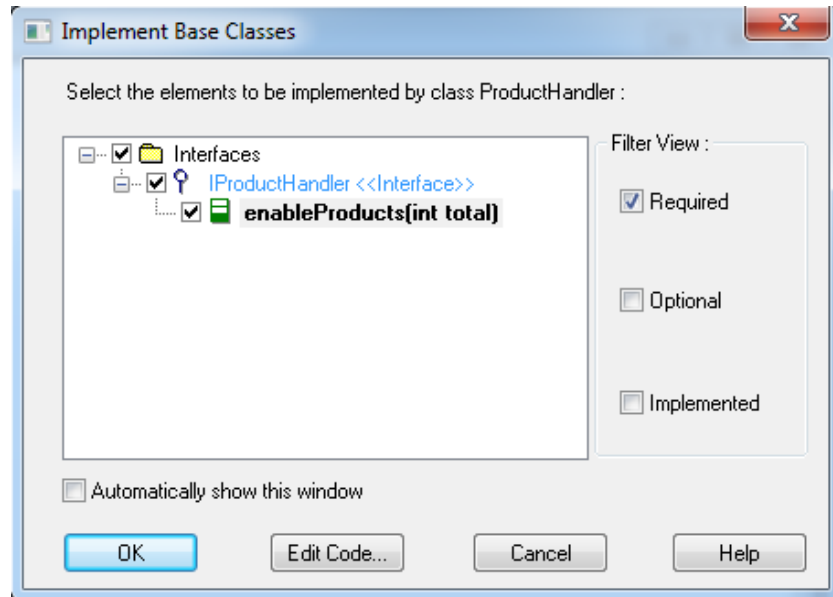 Implement Base Classes
Select the elements to be implemented by class ProductHandler :
Interfaces
IProductHandler <<Interface>>
enableProducts(int total)
Filter View :
Required
Optional
Implemented
Automatically show this window
OK
Edit Code...
Cancel
Help